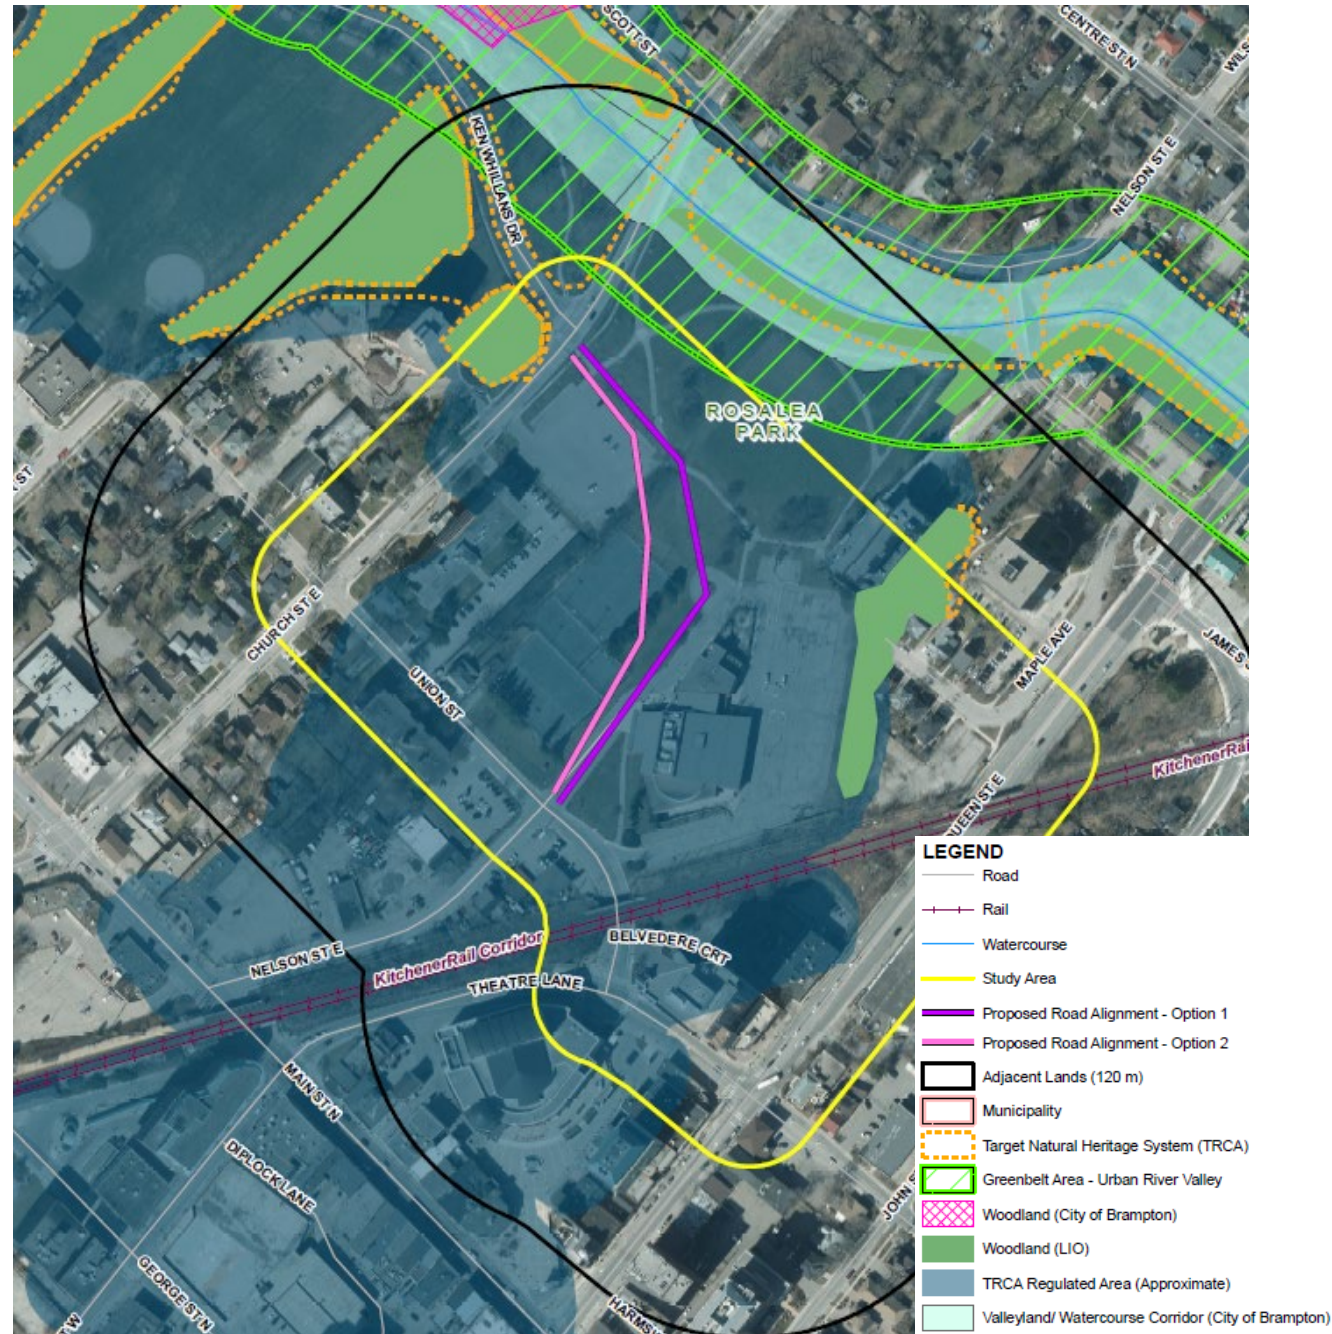 SCOTT ST
CENTRE ST N
KEN WHILLANS DR
NELSON ST E
ROSALEA
PARK
ST
CHURCH ST E
UNION ST
MAPLE AVE
JAMES
KitchenerRai
QUEEN ST E
NELSON ST E
KitchenerRail Corridor
BELVEDERE CRT
THEATRE LANE
MAIN ST N
DIPLOCK LANE
GEORGE ST N
JOHN
HARMS
LEGEND
Road
Rail
Watercourse
Study Area
Proposed Road Alignment - Option 1
Proposed Road Alignment - Option 2
Adjacent Lands (120 m)
Municipality
Target Natural Heritage System (TRCA)
Greenbelt Area - Urban River Valley
Woodland (City of Brampton)
Woodland (LIO)
TRCA Regulated Area (Approximate)
Valleyland/ Watercourse Corridor (City of Brampton)